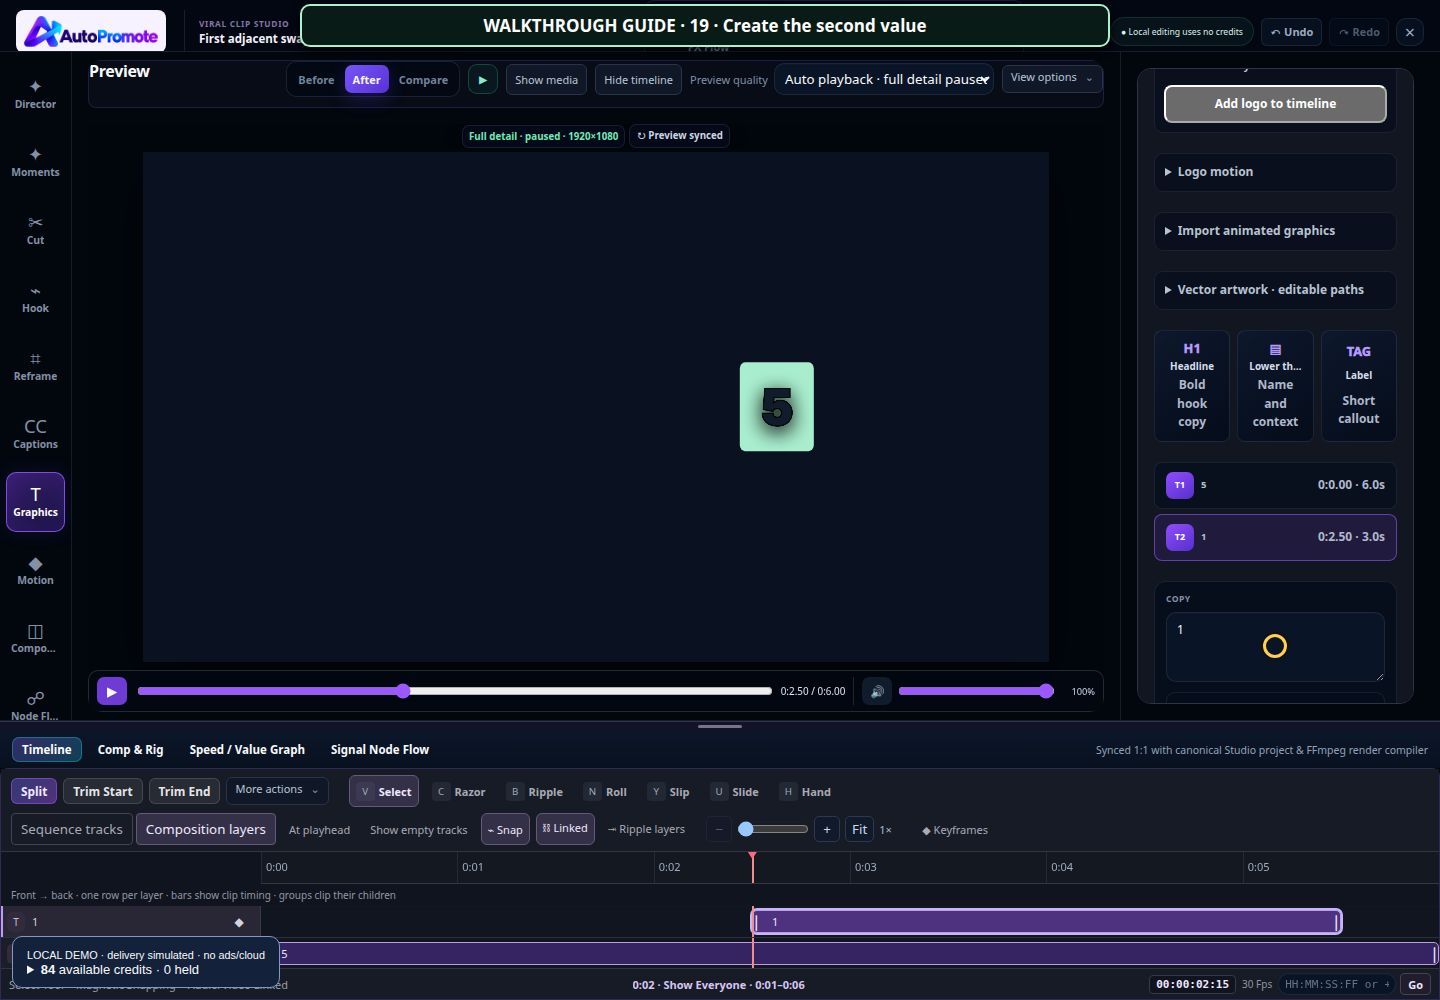 AutoPromote
VIRAL CLIP STUDIO
First adjacent swa
WALKTHROUGH GUIDE · 19 · Create the second value
● Local editing uses no credits
↶ Undo
↷ Redo
✕
Director
Moments
Cut
Hook
Reframe
CC
Captions
T
Graphics
Motion
Compo...
Node Fl...
Preview
Before
After
Compare
Show media
Hide timeline
Preview quality
Auto playback · full detail pause
View options
Full detail · paused · 1920×1080
↻ Preview synced
5
0:2.50 / 0:6.00
100%
Add logo to timeline
Logo motion
Import animated graphics
Vector artwork · editable paths
H1
Headline
Bold
hook
copy
Lower th...
Name
and
context
TAG
Label
Short
callout
T1 5 0:0.00 · 6.0s
T2 1 0:2.50 · 3.0s
COPY
1
Timeline
Comp & Rig
Speed / Value Graph
Signal Node Flow
Synced 1:1 with canonical Studio project & FFmpeg render compiler
Split
Trim Start
Trim End
More actions
V Select
C Razor
B Ripple
N Roll
Y Slip
U Slide
H Hand
Sequence tracks
Composition layers
At playhead
Show empty tracks
Snap
Linked
Ripple layers
−
+
Fit
1×
◆ Keyframes
0:00
0:01
0:02
0:03
0:04
0:05
Front → back · one row per layer · bars show clip timing · groups clip their children
T 1
1
5
LOCAL DEMO · delivery simulated · no ads/cloud
84 available credits · 0 held
0:02 · Show Everyone · 0:01–0:06
00:00:02:15
30 Fps
HH:MM:SS:FF or +
Go